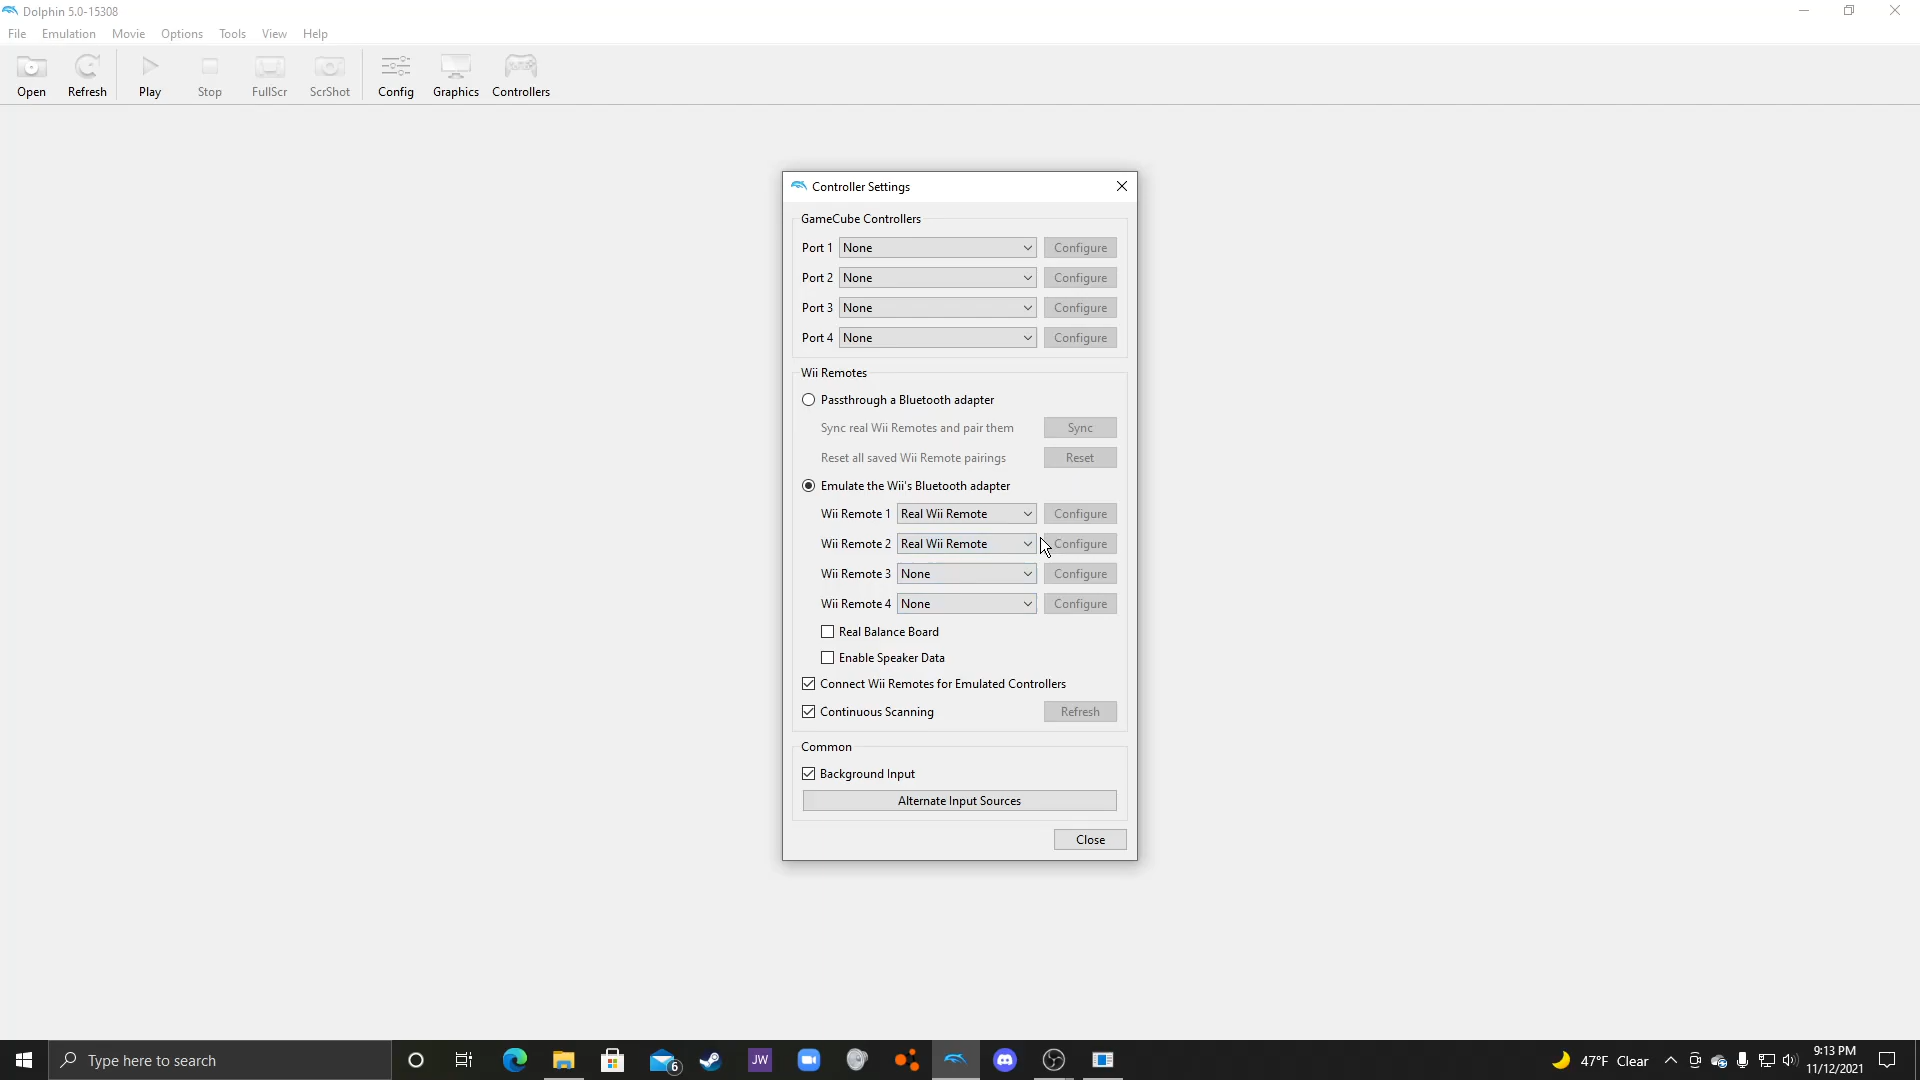 Dolphin 5.0-15308
File Emulation Movie Options Tools View Help
Open Refresh Play Stop FullScr ScrShot Config Graphics Controllers
Controller Settings
GameCube Controllers
Port 1 None Configure
Port 2 None Configure
Port 3 None Configure
Port 4 None Configure
Wii Remotes
Passthrough a Bluetooth adapter
Sync real Wii Remotes and pair them Sync
Reset all saved Wii Remote pairings Reset
Emulate the Wii's Bluetooth adapter
Wii Remote 1 Real Wii Remote Configure
Wii Remote 2 Real Wii Remote Configure
Wii Remote 3 None Configure
Wii Remote 4 None Configure
Real Balance Board
Enable Speaker Data
Connect Wii Remotes for Emulated Controllers
Continuous Scanning Refresh
Common
Background Input
Alternate Input Sources
Close
Type here to search 6 JW 47°F Clear 9:13 PM
11/12/2021